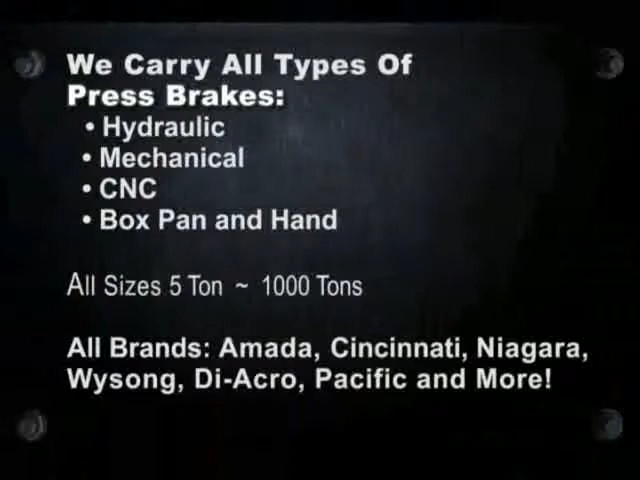 We Carry All Types Of
Press Brakes:
• Hydraulic
• Mechanical
• CNC
• Box Pan and Hand
All Sizes 5 Ton ~ 1000 Tons
All Brands: Amada, Cincinnati, Niagara,
Wysong, Di-Acro, Pacific and More!